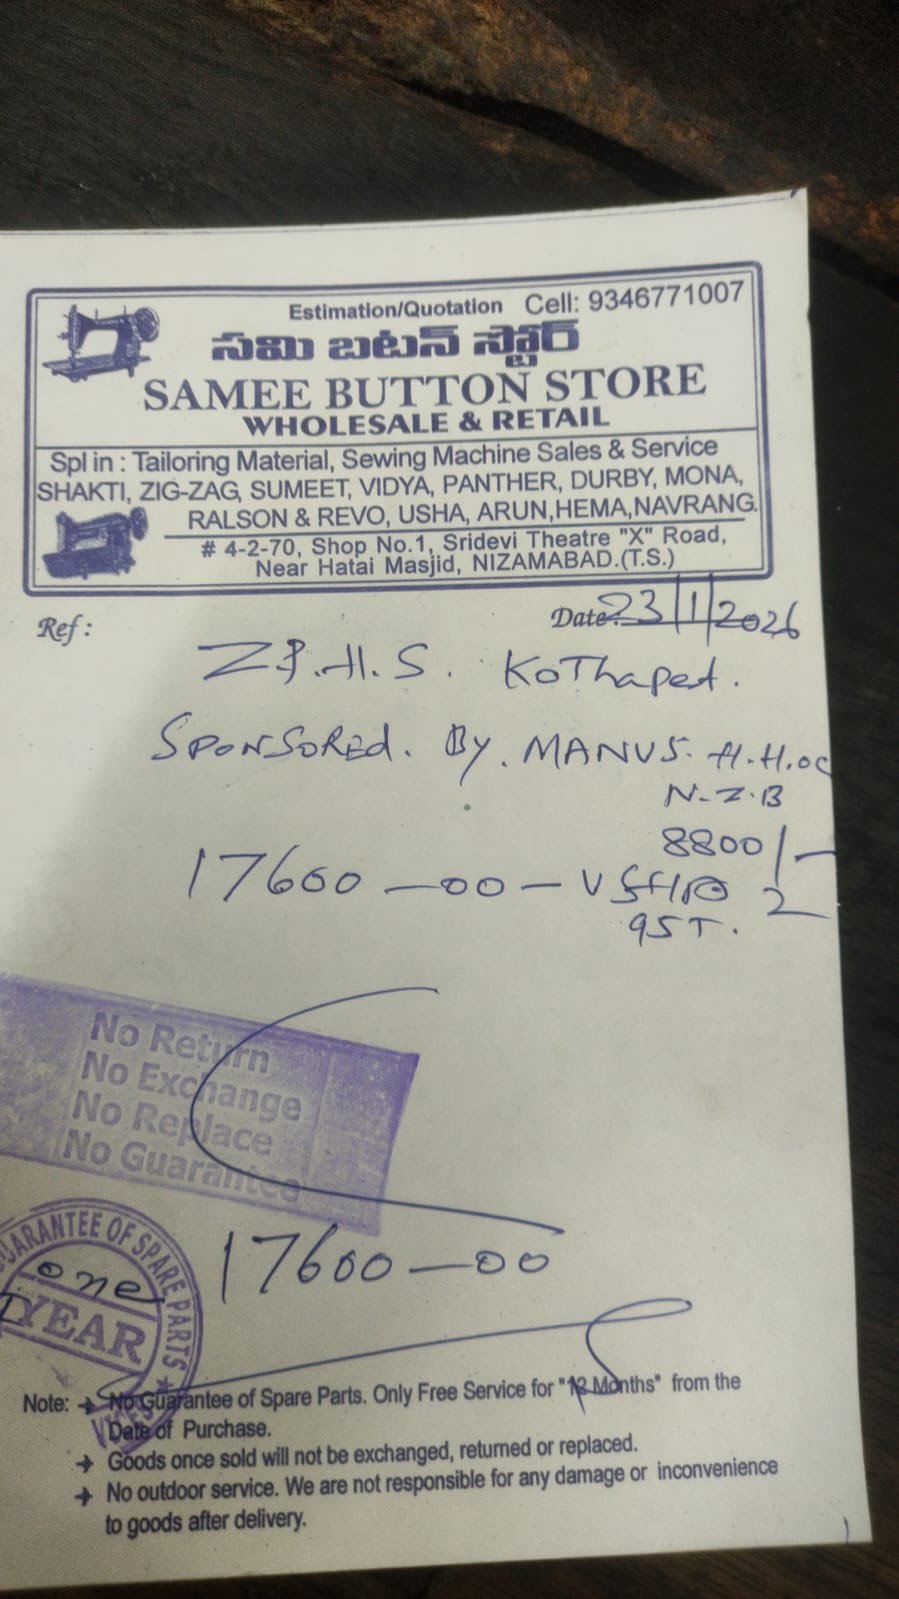 Estimation/Quotation Cell: 9346771007
సమి బటన్ స్టోర్
SAMEE BUTTON STORE
WHOLESALE & RETAIL
Spl in : Tailoring Material, Sewing Machine Sales & Service
SHAKTI, ZIG-ZAG, SUMEET, VIDYA, PANTHER, DURBY, MONA,
RALSON & REVO, USHA, ARUN,HEMA,NAVRANG.
# 4-2-70, Shop No.1, Sridevi Theatre "X" Road,
Near Hatai Masjid, NIZAMABAD.(T.S.)
Ref :
Date: 23/1/2026
Z.P.H.S. KoThapet.
SPONSORED. By. MANUS.
N-Z.B
8800/-
17600-00-
2
GST.
No Return
No Exchange
No Replace
No Guarantee
GUARANTEE OF SPARE PARTS
one
YEAR
17600-00
Note: No Guarantee of Spare Parts. Only Free Service for "12 Months" from the
Date of Purchase.
Goods once sold will not be exchanged, returned or replaced.
No outdoor service. We are not responsible for any damage or inconvenience
to goods after delivery.